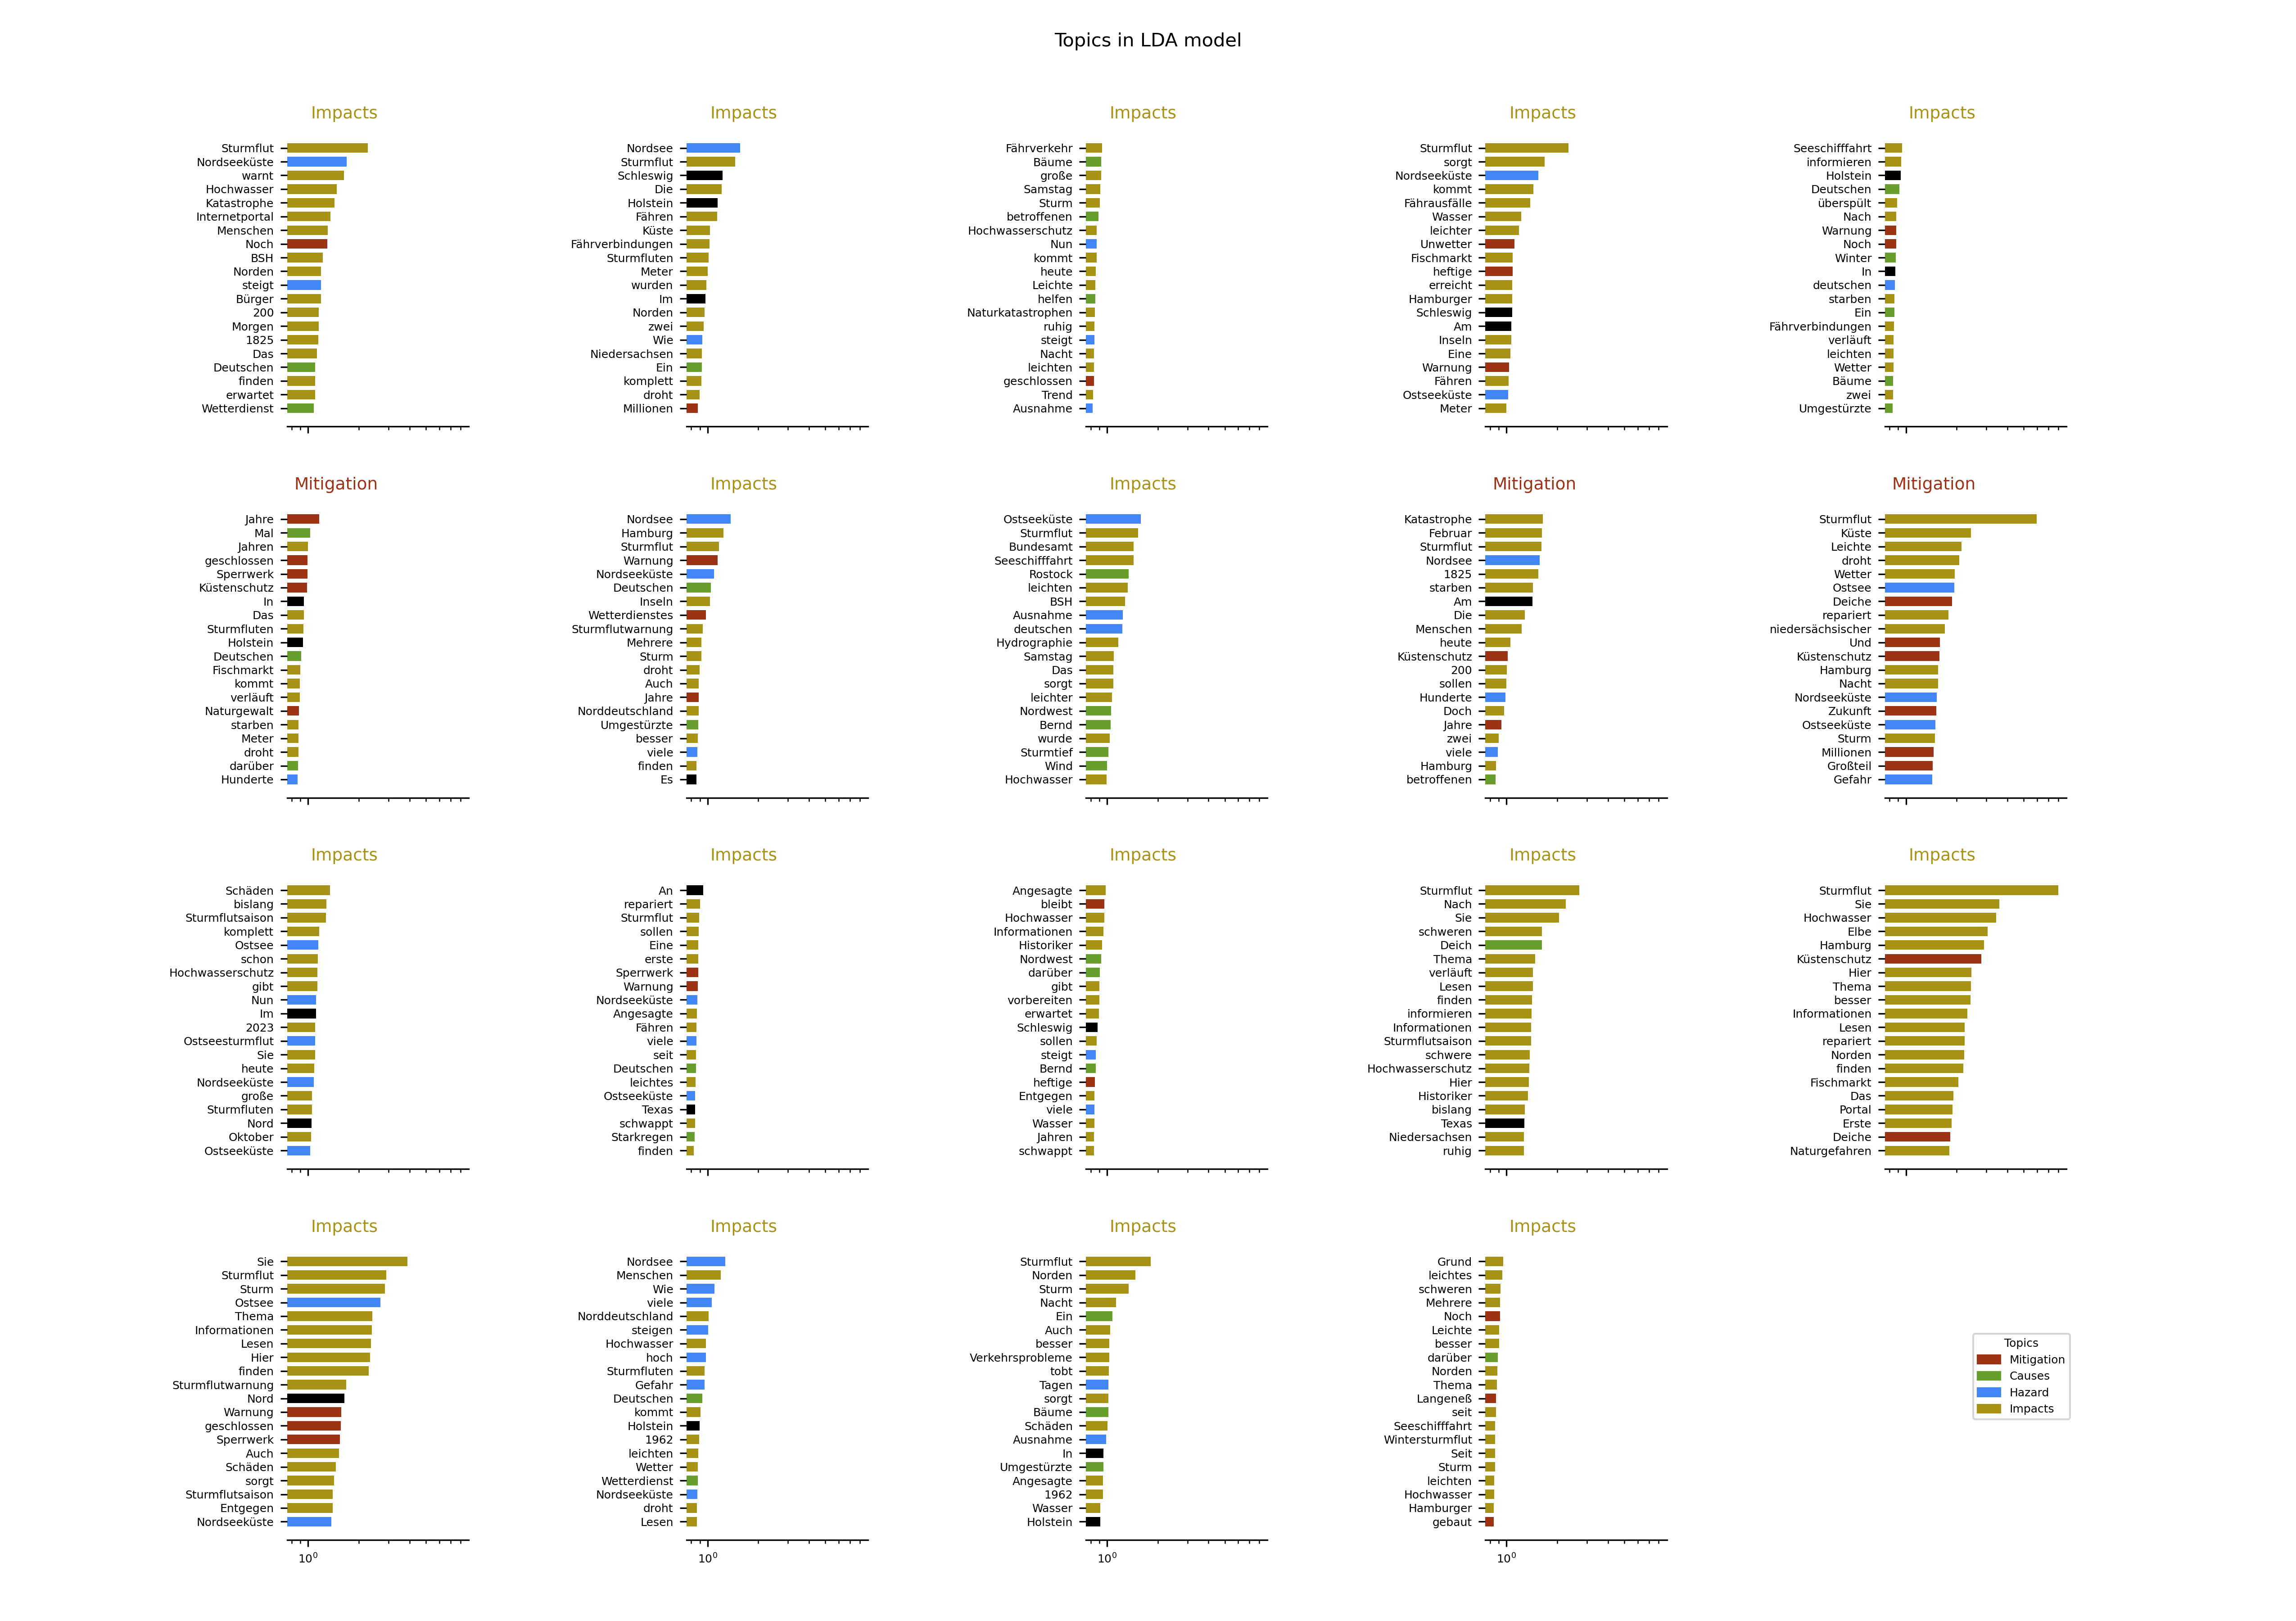 Topics in LDA model
Impacts
Sturmflut
Nordseeküste
warnt
Hochwasser
Katastrophe
Internetportal
Menschen
Noch
BSH
Norden
steigt
Bürger
200
Morgen
1825
Das
Deutschen
finden
erwartet
Wetterdienst
Impacts
Nordsee
Sturmflut
Schleswig
Die
Holstein
Fähren
Küste
Fährverbindungen
Sturmfluten
Meter
wurden
Im
Norden
zwei
Wie
Niedersachsen
Ein
komplett
droht
Millionen
Impacts
Fährverkehr
Bäume
große
Samstag
Sturm
betroffenen
Hochwasserschutz
Nun
kommt
heute
Leichte
helfen
Naturkatastrophen
ruhig
steigt
Nacht
leichten
geschlossen
Trend
Ausnahme
Impacts
Sturmflut
sorgt
Nordseeküste
kommt
Fährausfälle
Wasser
leichter
Unwetter
Fischmarkt
heftige
erreicht
Hamburger
Schleswig
Am
Inseln
Eine
Warnung
Fähren
Ostseeküste
Meter
Impacts
Seeschifffahrt
informieren
Holstein
Deutschen
überspült
Nach
Warnung
Noch
Winter
In
deutschen
starben
Ein
Fährverbindungen
verläuft
leichten
Wetter
Bäume
zwei
Umgestürzte
Mitigation
Jahre
Mal
Jahren
geschlossen
Sperrwerk
Küstenschutz
In
Das
Sturmfluten
Holstein
Deutschen
Fischmarkt
kommt
verläuft
Naturgewalt
starben
Meter
droht
darüber
Hunderte
Impacts
Nordsee
Hamburg
Sturmflut
Warnung
Nordseeküste
Deutschen
Inseln
Wetterdienstes
Sturmflutwarnung
Mehrere
Sturm
droht
Auch
Jahre
Norddeutschland
Umgestürzte
besser
viele
finden
Es
Impacts
Ostseeküste
Sturmflut
Bundesamt
Seeschifffahrt
Rostock
leichten
BSH
Ausnahme
deutschen
Hydrographie
Samstag
Das
sorgt
leichter
Nordwest
Bernd
wurde
Sturmtief
Wind
Hochwasser
Mitigation
Katastrophe
Februar
Sturmflut
Nordsee
1825
starben
Am
Die
Menschen
heute
Küstenschutz
200
sollen
Hunderte
Doch
Jahre
zwei
viele
Hamburg
betroffenen
Mitigation
Sturmflut
Küste
Leichte
droht
Wetter
Ostsee
Deiche
repariert
niedersächsischer
Und
Küstenschutz
Hamburg
Nacht
Nordseeküste
Zukunft
Ostseeküste
Sturm
Millionen
Großteil
Gefahr
Impacts
Schäden
bislang
Sturmflutsaison
komplett
Ostsee
schon
Hochwasserschutz
gibt
Nun
Im
2023
Ostseesturmflut
Sie
heute
Nordseeküste
große
Sturmfluten
Nord
Oktober
Ostseeküste
Impacts
An
repariert
Sturmflut
sollen
Eine
erste
Sperrwerk
Warnung
Nordseeküste
Angesagte
Fähren
viele
seit
Deutschen
leichtes
Ostseeküste
Texas
schwappt
Starkregen
finden
Impacts
Angesagte
bleibt
Hochwasser
Informationen
Historiker
Nordwest
darüber
gibt
vorbereiten
erwartet
Schleswig
sollen
steigt
Bernd
heftige
Entgegen
viele
Wasser
Jahren
schwappt
Impacts
Sturmflut
Nach
Sie
schweren
Deich
Thema
verläuft
Lesen
finden
informieren
Informationen
Sturmflutsaison
schwere
Hochwasserschutz
Hier
Historiker
bislang
Texas
Niedersachsen
ruhig
Impacts
Sturmflut
Sie
Hochwasser
Elbe
Hamburg
Küstenschutz
Hier
Thema
besser
Informationen
Lesen
repariert
Norden
finden
Fischmarkt
Das
Portal
Erste
Deiche
Naturgefahren
Impacts
Sie
Sturmflut
Sturm
Ostsee
Thema
Informationen
Lesen
Hier
finden
Sturmflutwarnung
Nord
Warnung
geschlossen
Sperrwerk
Auch
Schäden
sorgt
Sturmflutsaison
Entgegen
Nordseeküste
10⁰
Impacts
Nordsee
Menschen
Wie
viele
Norddeutschland
steigen
Hochwasser
hoch
Sturmfluten
Gefahr
Deutschen
kommt
Holstein
1962
leichten
Wetter
Wetterdienst
Nordseeküste
droht
Lesen
10⁰
Impacts
Sturmflut
Norden
Sturm
Nacht
Ein
Auch
besser
Verkehrsprobleme
tobt
Tagen
sorgt
Bäume
Schäden
Ausnahme
In
Umgestürzte
Angesagte
1962
Wasser
Holstein
10⁰
Impacts
Grund
leichtes
schweren
Mehrere
Noch
Leichte
besser
darüber
Norden
Thema
Langeneß
seit
Seeschifffahrt
Wintersturmflut
Seit
Sturm
leichten
Hochwasser
Hamburger
gebaut
10⁰
Topics
Mitigation
Causes
Hazard
Impacts